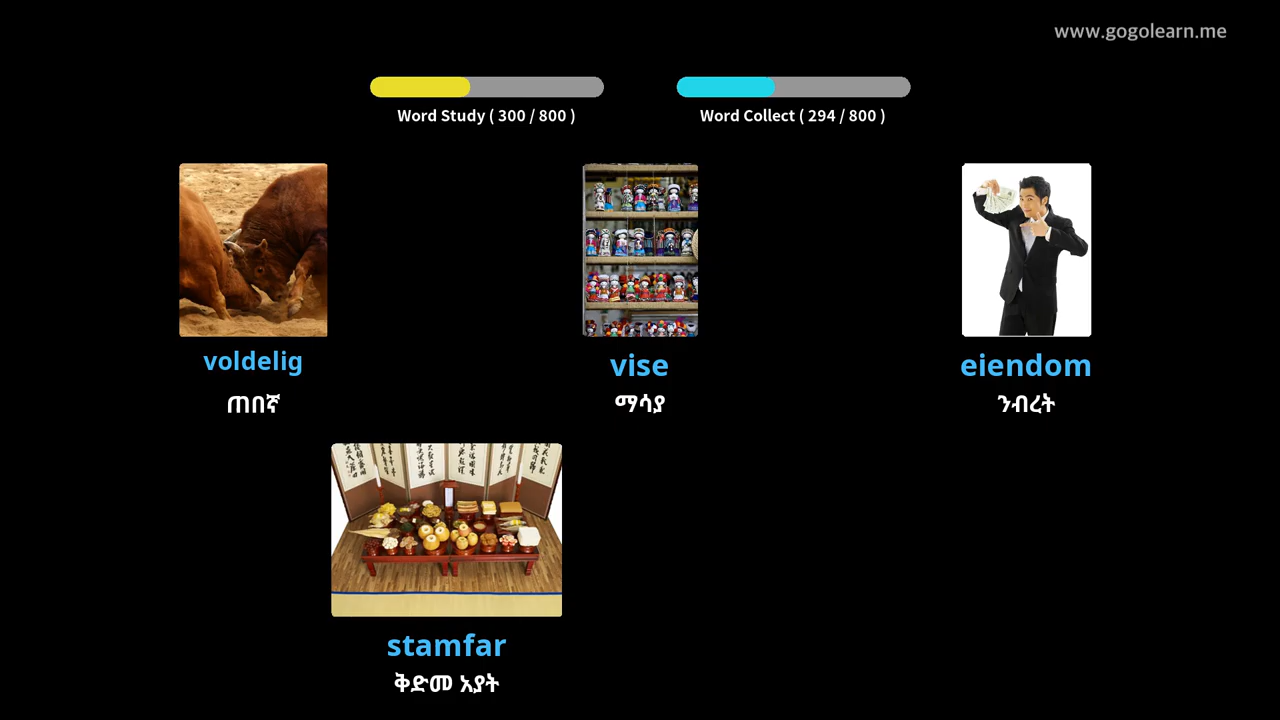 www.gogolearn.me
Word Study ( 300 / 800 )
Word Collect ( 294 / 800 )
voldelig
ጠበኛ
vise
ማሳያ
eiendom
ንብረት
stamfar
ቅድመ አያት